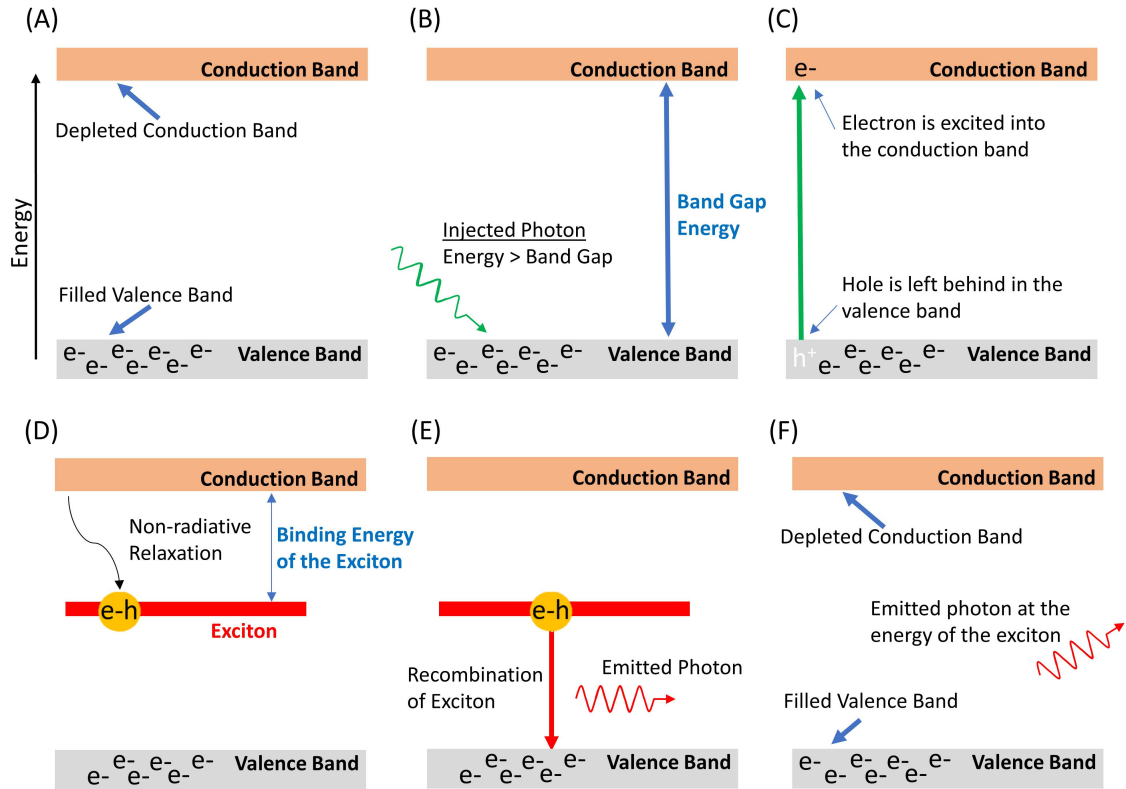 (A)
Conduction Band
Depleted Conduction Band
Energy
Filled Valence Band
e- e- e- e- e- e- e-
Valence Band
(B)
Conduction Band
Band Gap
Energy
Injected Photon
Energy > Band Gap
e- e- e- e- e- e- e-
Valence Band
(C)
e-
Conduction Band
Electron is excited into
the conduction band
Hole is left behind in the
valence band
h+ e- e- e- e- e- e-
Valence Band
(D)
Conduction Band
Non-radiative
Relaxation
Binding Energy
of the Exciton
e-h
Exciton
e- e- e- e- e- e-
Valence Band
(E)
Conduction Band
e-h
Recombination
of Exciton
Emitted Photon
e- e- e- e- e- e-
Valence Band
(F)
Conduction Band
Depleted Conduction Band
Emitted photon at the
energy of the exciton
Filled Valence Band
e- e- e- e- e- e- e-
Valence Band